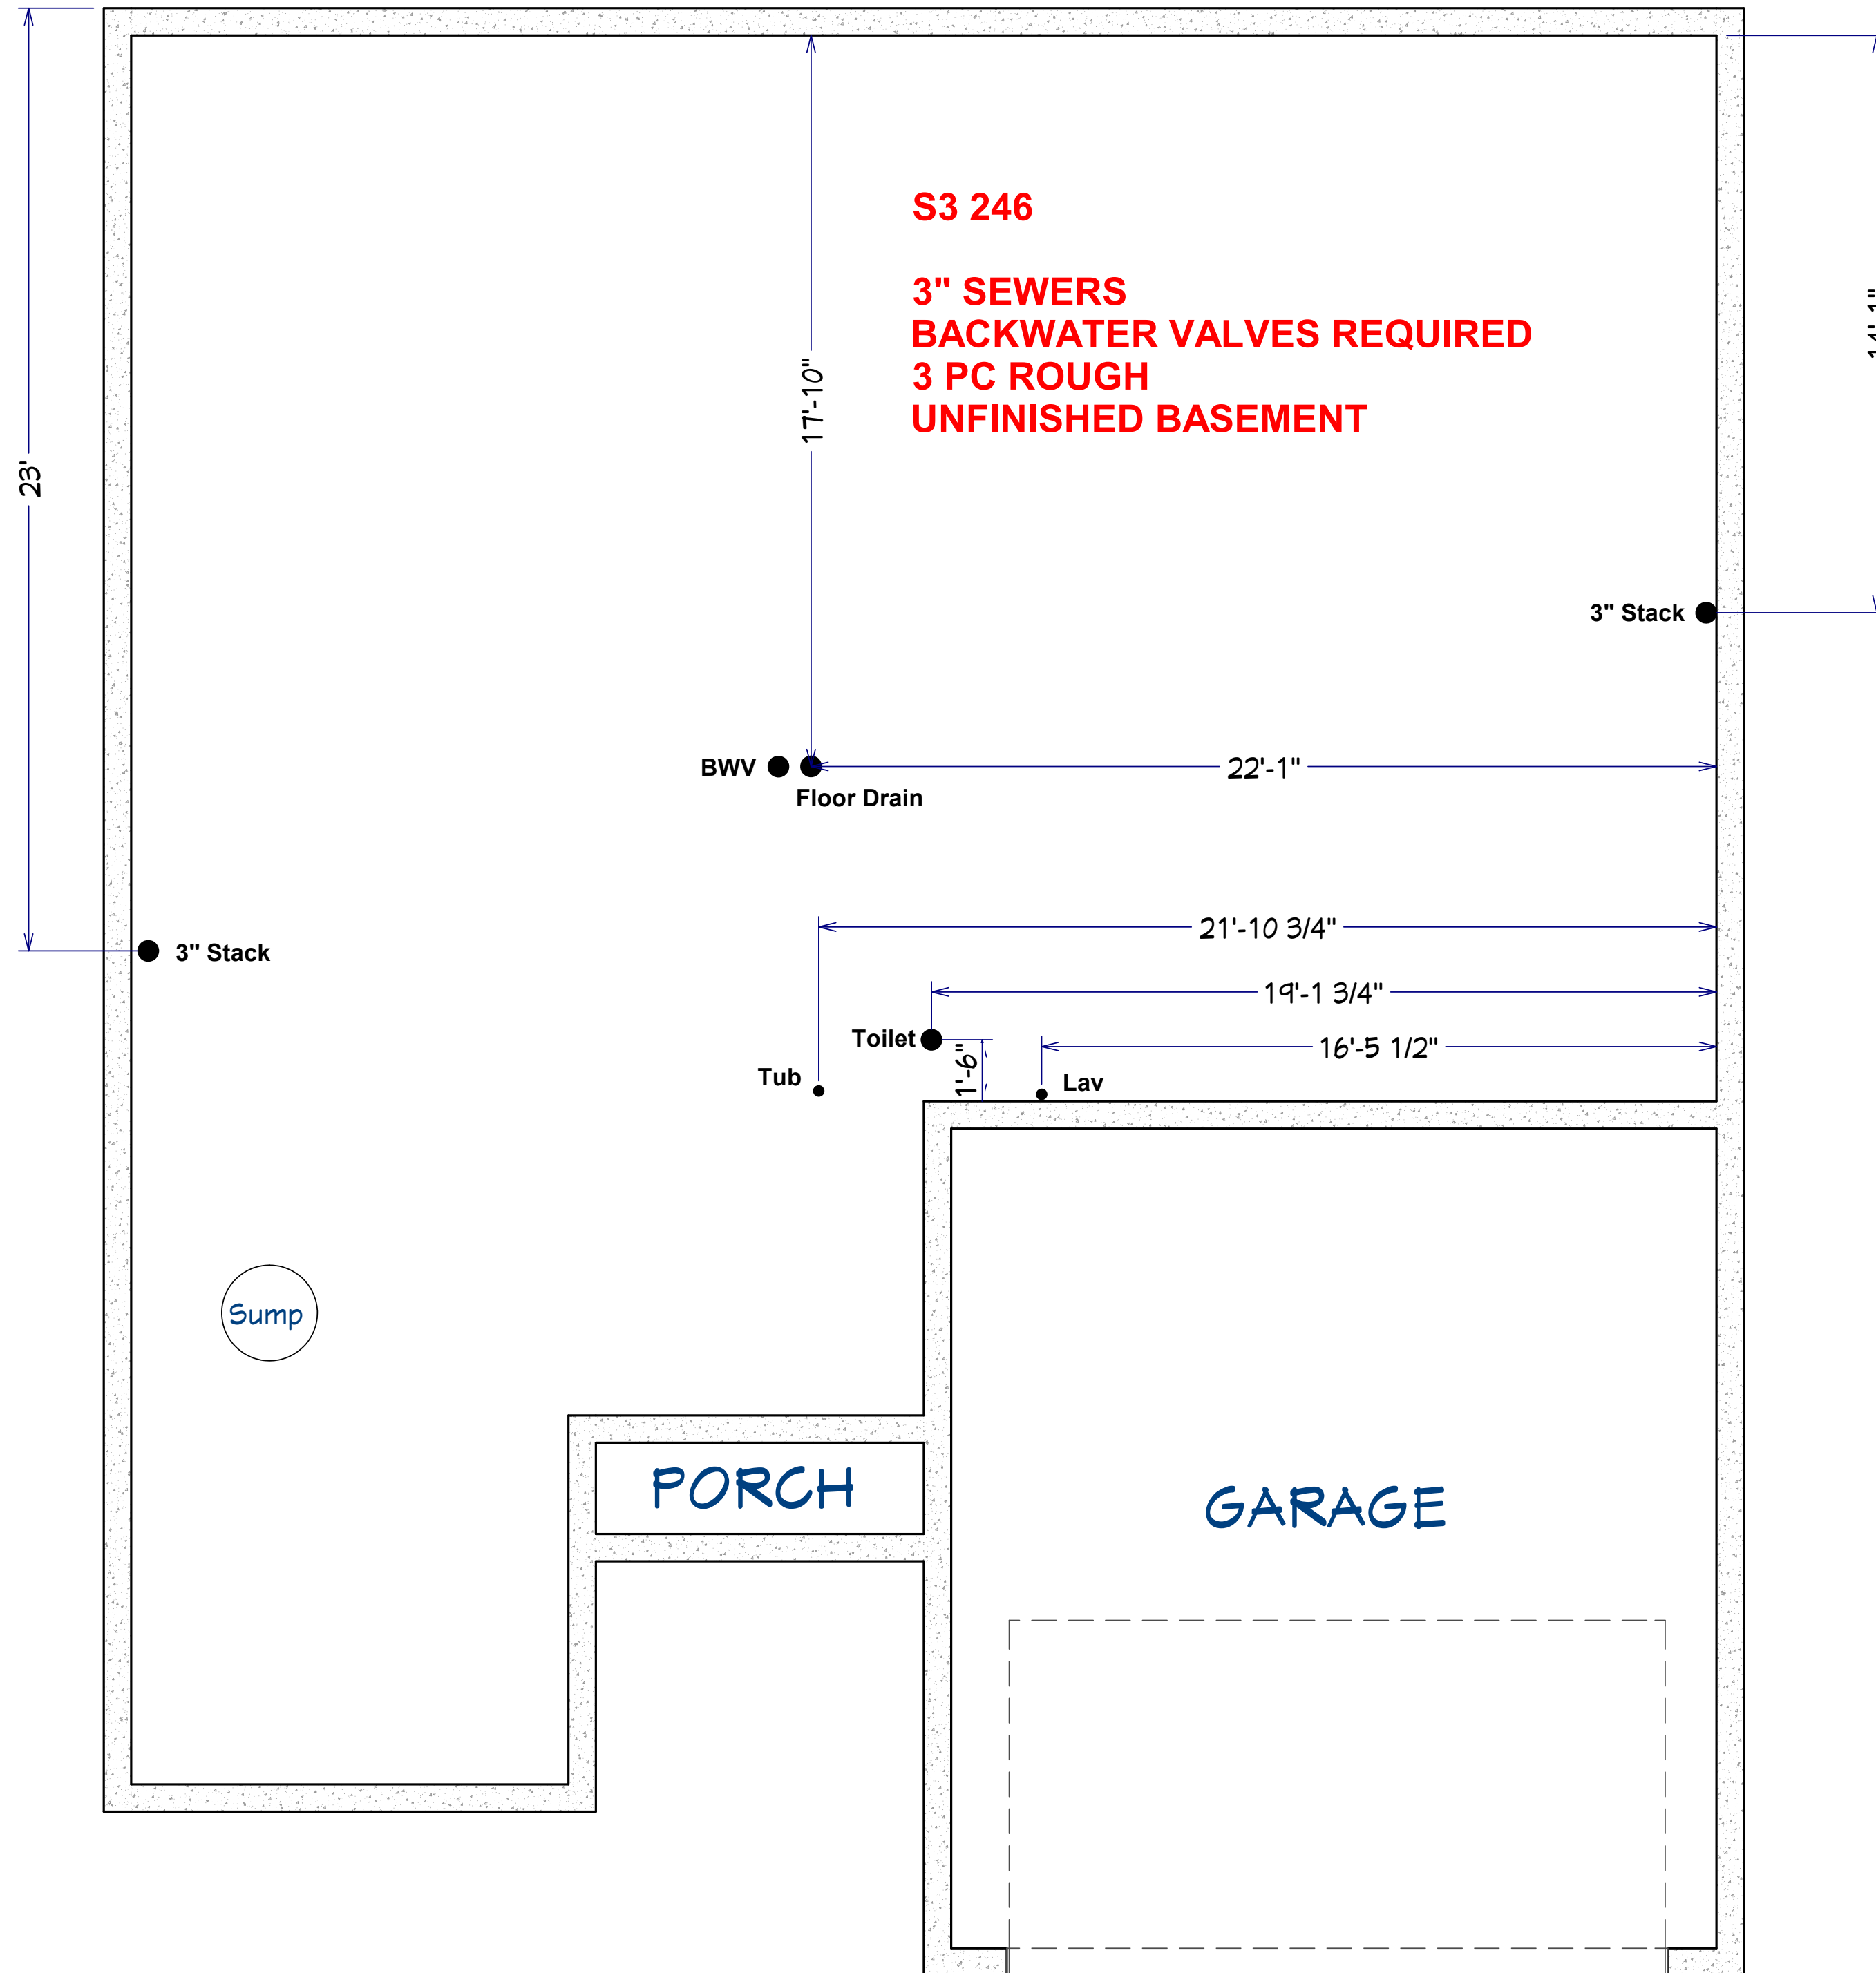 S3 246
3" SEWERS
BACKWATER VALVES REQUIRED
3 PC ROUGH
UNFINISHED BASEMENT
17'-10"
23'
3" Stack
BWV
22'-1"
Floor Drain
21'-10 3/4"
3" Stack
19'-1 3/4"
Toilet
1'-6"
16'-5 1/2"
Tub
Lav
Sump
PORCH
GARAGE